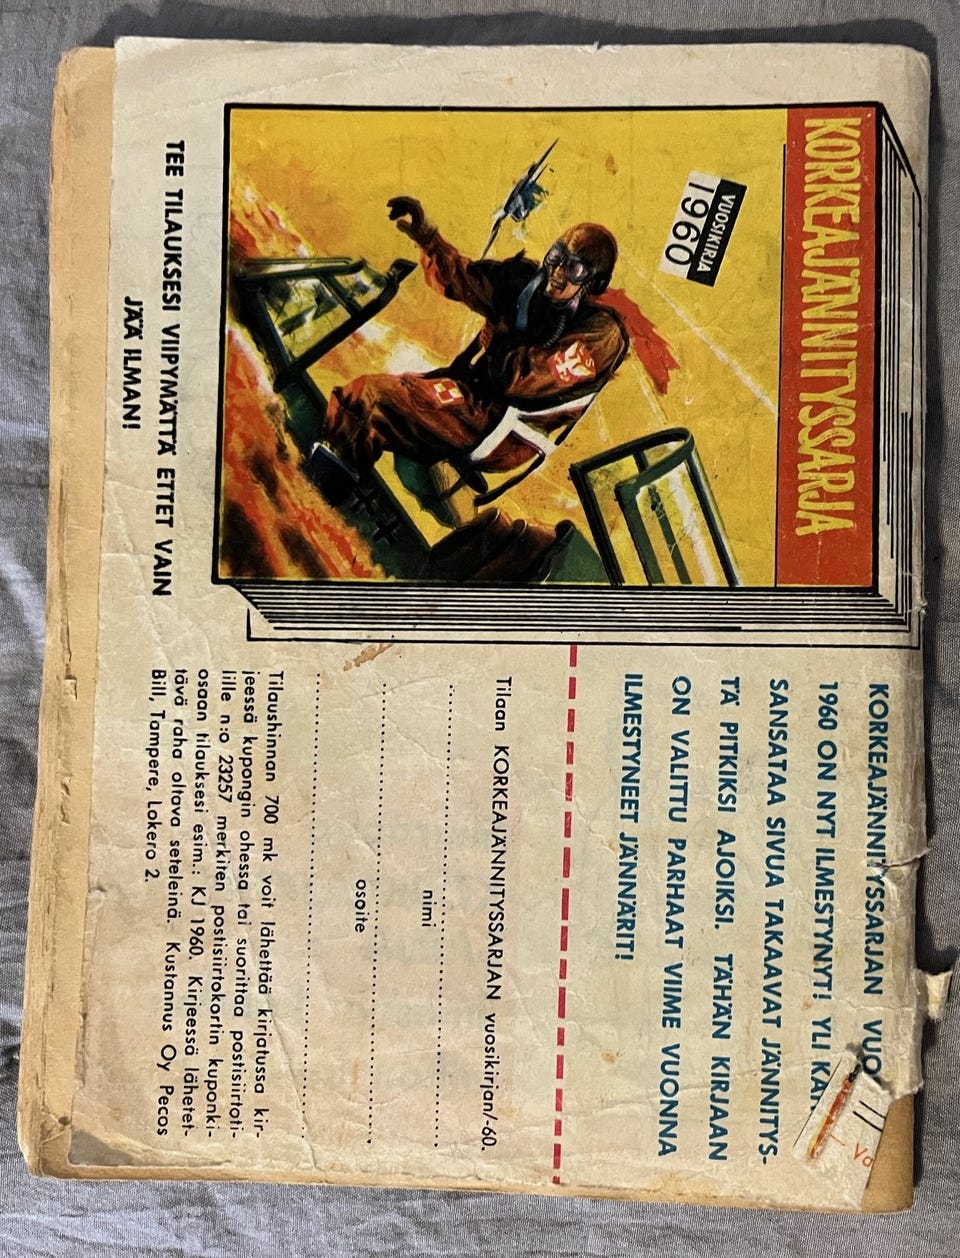 KORKEAJÄNNITYSSARJA
VUOSIKIRJA
1960
KORKEAJÄNNITYSSARJAN
1960 ON NYT ILMESTYNYT! YLI
SANSATAA SIVUA TAKAAVAT JÄNNITYS-
TÄ PITKIKSI AJOIKSI. TÄHÄN KIRJAAN
ON VALITTU PARHAAT VIIME VUONNA
ILMESTYNEET JÄNNÄRIT!
Tilaan KORKEAJÄNNITYSSARJAN vuosikirjan/-60.
nimi
osoite
Tilaushinnan 700 mk voit lähettää kirjatussa kir-
jeessä kupongin ohessa tai suorittaa postisiirtoti-
lille n:o 23257 merkiten postisiirtokortin kuponki-
osaan tilauksesi esim.: KJ 1960. Kirjeessä lähetet-
tävä raha oltava seteleinä. Kustannus Oy Pecos
Bill, Tampere, Lokero 2.
TEE TILAUKSESI VIIPYMÄTTÄ ETTET VAIN
JÄÄ ILMAN!